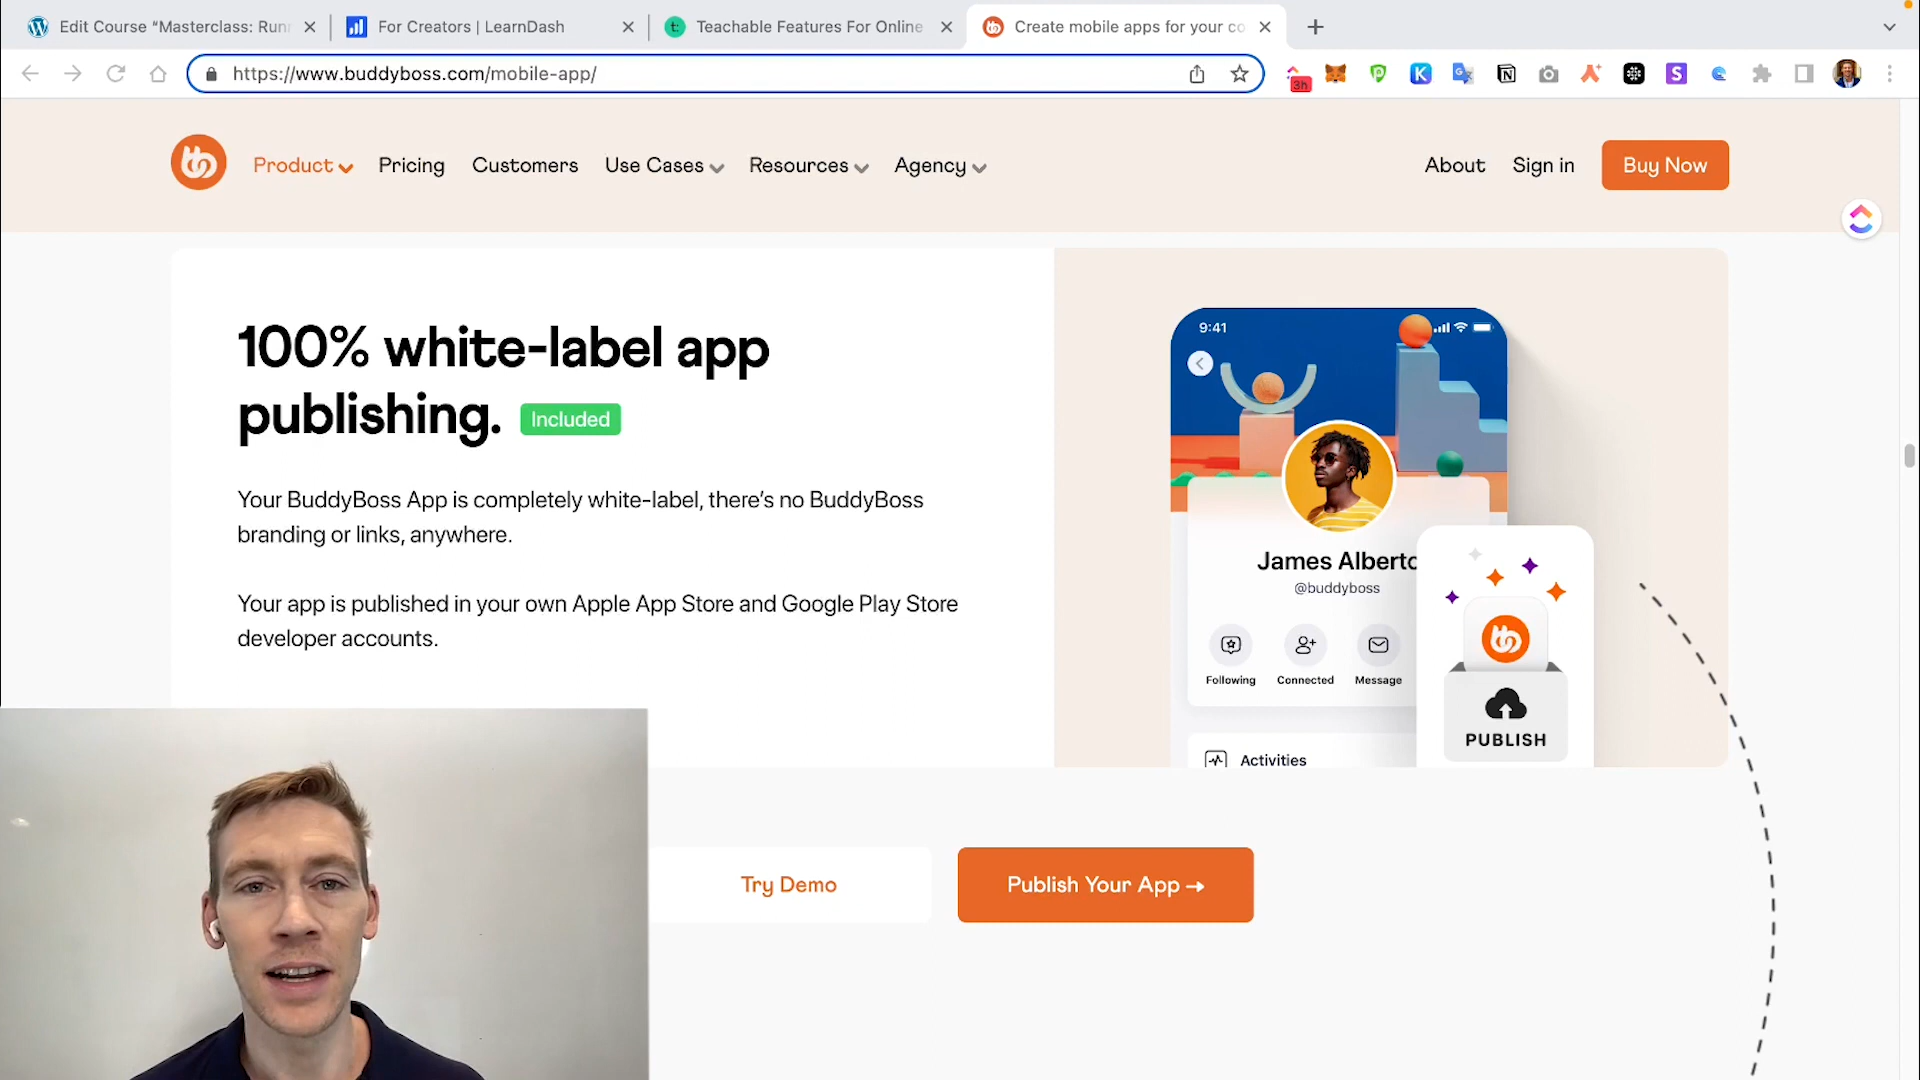 Edit Course “Masterclass: Runn
For Creators | LearnDash
Teachable Features For Online
Create mobile apps for your co
https://www.buddyboss.com/mobile-app/
3h
Product
Pricing
Customers
Use Cases
Resources
Agency
About
Sign in
Buy Now
100% white-label app
publishing. Included
Your BuddyBoss App is completely white-label, there’s no BuddyBoss
branding or links, anywhere.
Your app is published in your own Apple App Store and Google Play Store
developer accounts.
9:41
James Alberto
@buddyboss
Following
Connected
Message
PUBLISH
Activities
Try Demo
Publish Your App →